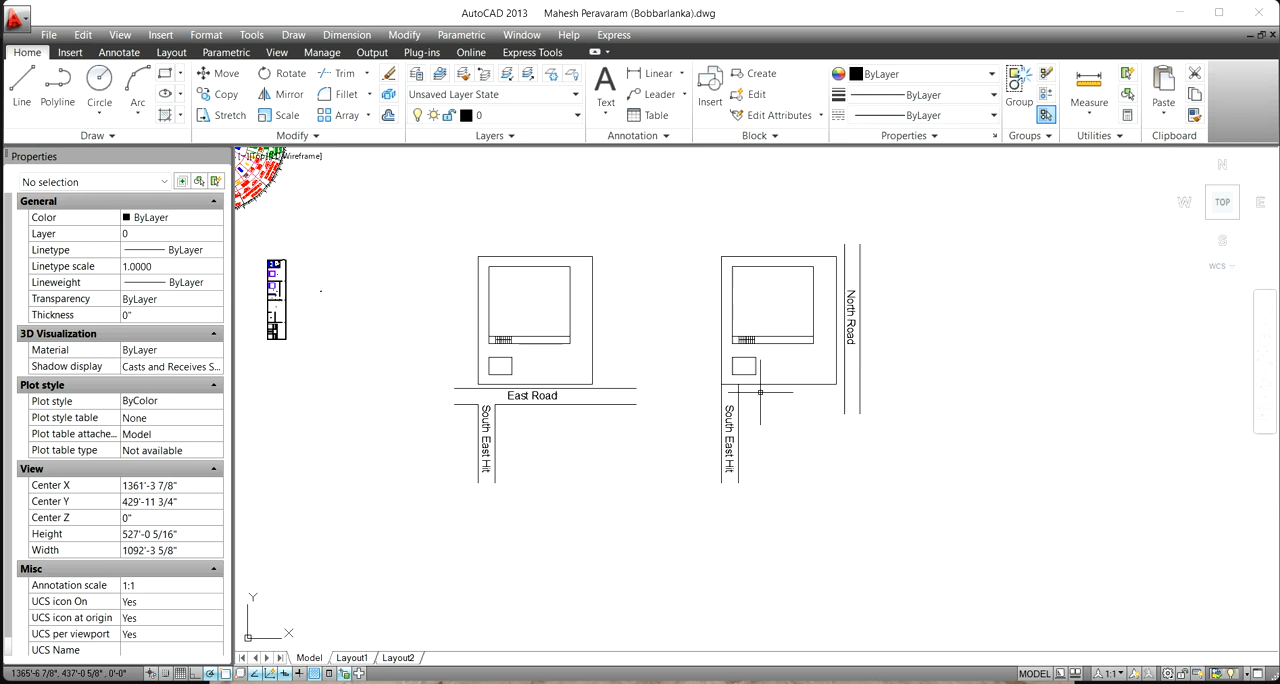 AutoCAD 2013 Mahesh Peravaram (Bobbarlanka).dwg
File Edit View Insert Format Tools Draw Dimension Modify Parametric Window Help Express
Home Insert Annotate Layout Parametric View Manage Output Plug-ins Online Express Tools
Line Polyline Circle Arc
Move Rotate Trim
Copy Mirror Fillet
Stretch Scale Array
Unsaved Layer State
0
Text
Linear
Leader
Table
Insert
Create
Edit
Edit Attributes
ByLayer
ByLayer
ByLayer
Group
Measure
Paste
Draw Modify Layers Annotation Block Properties Groups Utilities Clipboard
Properties
No selection
General
Color ByLayer
Layer 0
Linetype ByLayer
Linetype scale 1.0000
Lineweight ByLayer
Transparency ByLayer
Thickness 0"
3D Visualization
Material ByLayer
Shadow display Casts and Receives S...
Plot style
Plot style ByColor
Plot style table None
Plot table attache... Model
Plot table type Not available
View
Center X 1361'-3 7/8"
Center Y 429'-11 3/4"
Center Z 0"
Height 527'-0 5/16"
Width 1092'-3 5/8"
Misc
Annotation scale 1:1
UCS icon On Yes
UCS icon at origin Yes
UCS per viewport Yes
UCS Name
East Road
South East Hit
North Road
South East Hit
N
W TOP E
S
WCS
Y
X
Model Layout1 Layout2
1365'-6 7/8", 437'-0 5/8", 0'-0"
MODEL 1:1